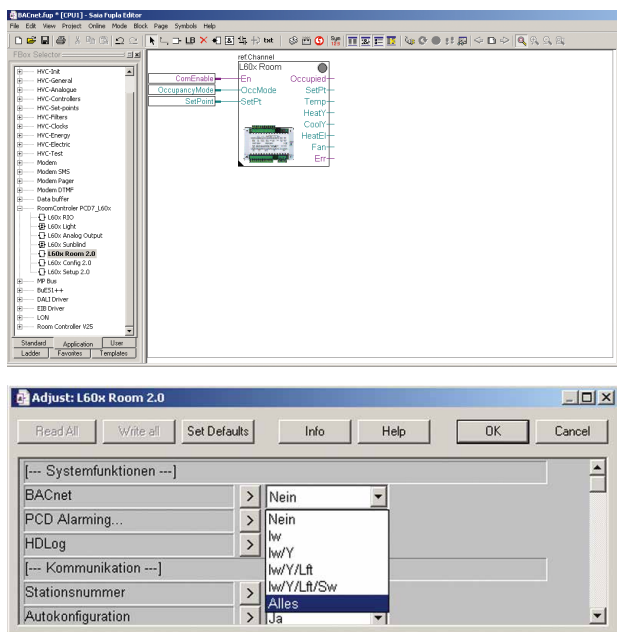 BACnet.fup * [CPU1] - Saia Fupla Editor
File Edit View Project Online Mode Block Page Symbols Help
LB txt
FBox Selector
HVC-Init
HVC-General
HVC-Analogue
HVC-Controllers
HVC-Set-points
HVC-Filters
HVC-Clocks
HVC-Energy
HVC-Electric
HVC-Test
Modem
Modem SMS
Modem Pager
Modem DTMF
Data buffer
RoomControler PCD7_L60x
L60x RIO
L60x Light
L60x Analog Output
L60x Sunblind
L60x Room 2.0
L60x Config 2.0
L60x Setup 2.0
MP Bus
BuES1++
DALI Driver
EIB Driver
LON
Room Controller V25
Standard Application User
Ladder Favorites Templates
ref.Channel
L60x Room
ComEnable En Occupied
OccupancyMode OccMode SetPt
SetPoint SetPt Temp
HeatY
CoolY
HeatEl
Fan
Err
Adjust: L60x Room 2.0
Read All Write all Set Defaults Info Help OK Cancel
[--- Systemfunktionen ---]
BACnet > Nein
PCD Alarming... > Nein
Iw
HDLog > Iw/Y
[--- Kommunikation ---] Iw/Y/Lft
Iw/Y/Lft/Sw
Stationsnummer > Alles
Autokonfiguration > Ja